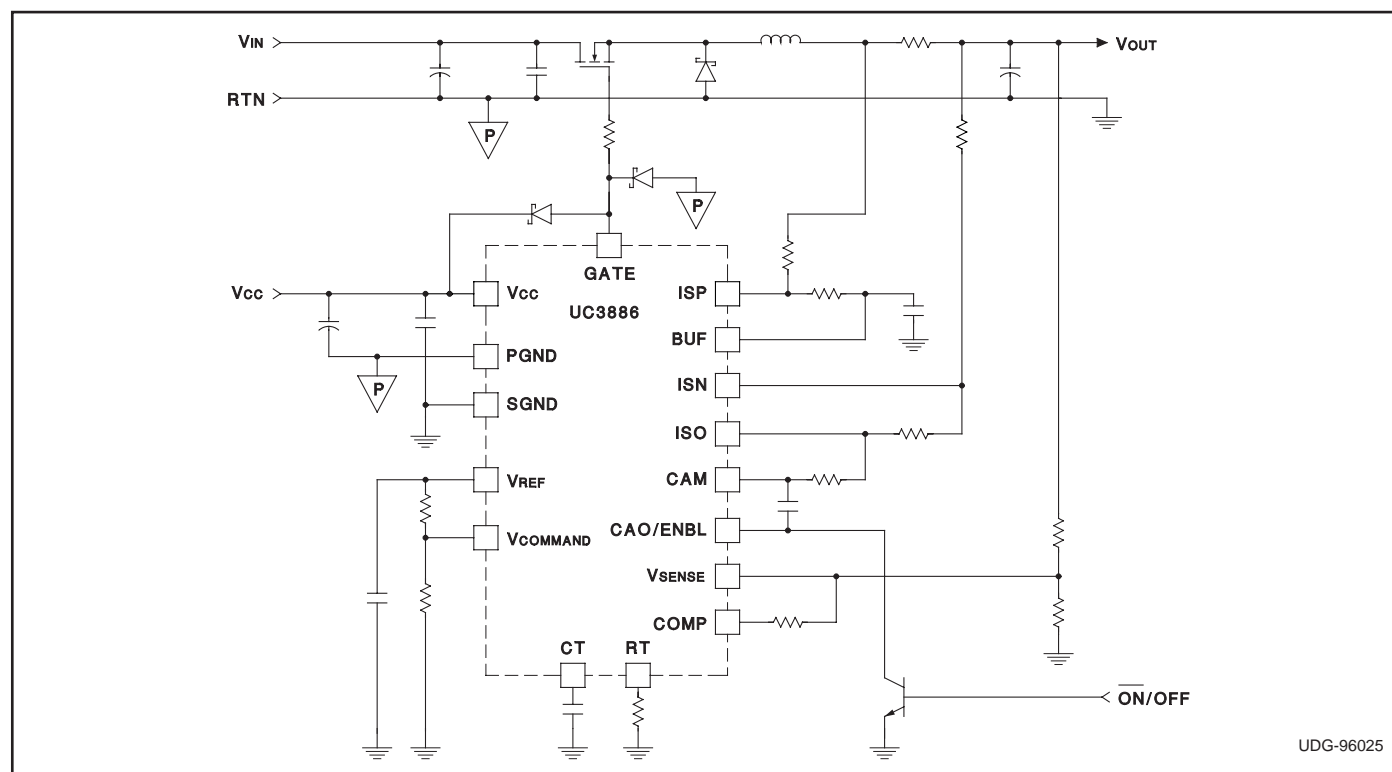 VIN
VOUT
RTN
P
P
GATE
VCC
VCC
UC3886
ISP
BUF
PGND
P
ISN
SGND
ISO
VREF
CAM
CAO/ENBL
VCOMMAND
VSENSE
COMP
CT
RT
ON/OFF
UDG-96025